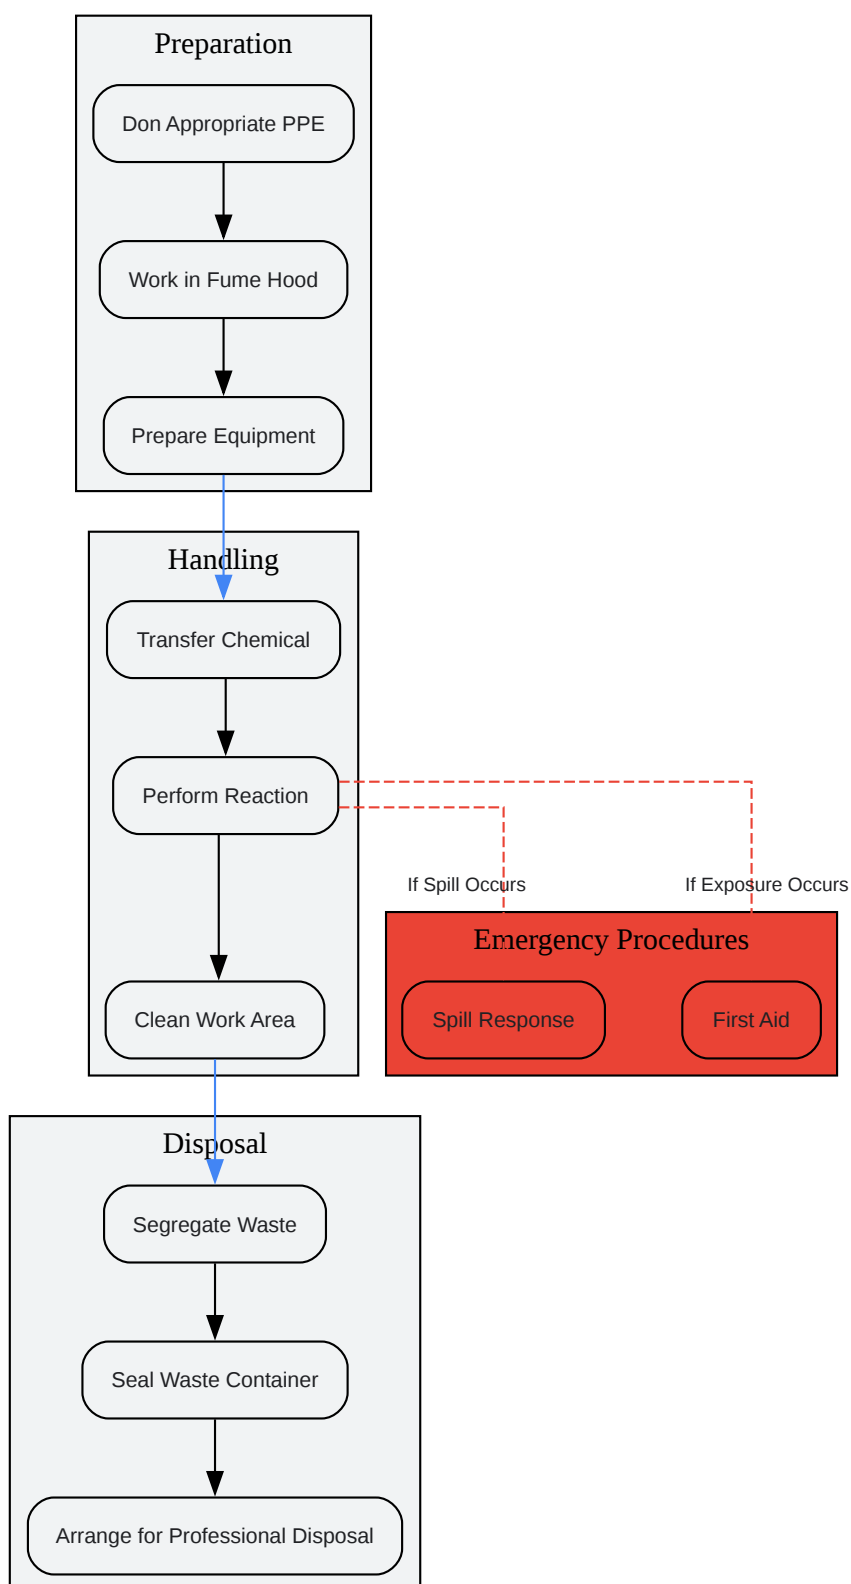 Preparation
Don Appropriate PPE
Work in Fume Hood
Prepare Equipment
Handling
Transfer Chemical
Perform Reaction
If Spill Occurs
If Exposure Occurs
Emergency Procedures
Clean Work Area
Spill Response
First Aid
Disposal
Segregate Waste
Seal Waste Container
Arrange for Professional Disposal